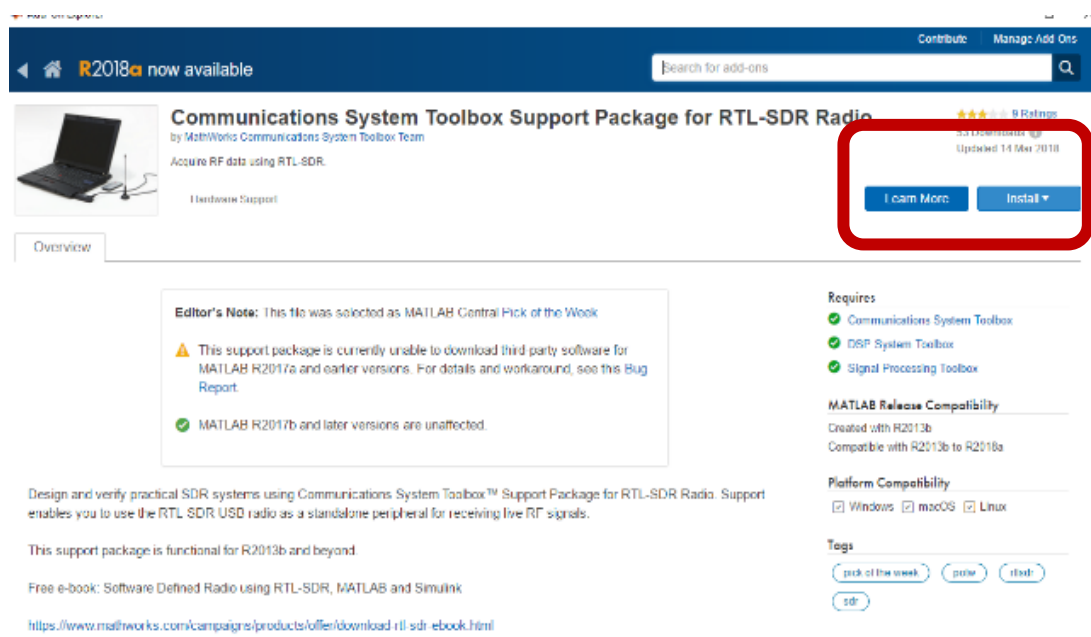 Contribute Manage Add Ons
R2018a now available
Search for add-ons
Communications System Toolbox Support Package for RTL-SDR Radio
by MathWorks Communications System Toolbox Team
9 Ratings
53 Downloads
Updated 14 Mar 2018
Acquire RF data using RTL-SDR.
Hardware Support
Learn More
Install
Overview
Editor's Note: This file was selected as MATLAB Central Pick of the Week
This support package is currently unable to download third party software for
MATLAB R2017a and earlier versions. For details and workaround, see this Bug
Report.
MATLAB R2017b and later versions are unaffected.
Design and verify practical SDR systems using Communications System Toolbox™ Support Package for RTL-SDR Radio. Support
enables you to use the RTL SDR USB radio as a standalone peripheral for receiving live RF signals.
This support package is functional for R2013b and beyond.
Free e-book: Software Defined Radio using RTL-SDR, MATLAB and Simulink
https://www.mathworks.com/campaigns/products/offer/download-rtl-sdr-ebook.html
Requires
Communications System Toolbox
DSP System Toolbox
Signal Processing Toolbox
MATLAB Release Compatibility
Created with R2013b
Compatible with R2013b to R2018a
Platform Compatibility
Windows macOS Linux
Tags
pick of the week potw rtlsdr
sdr